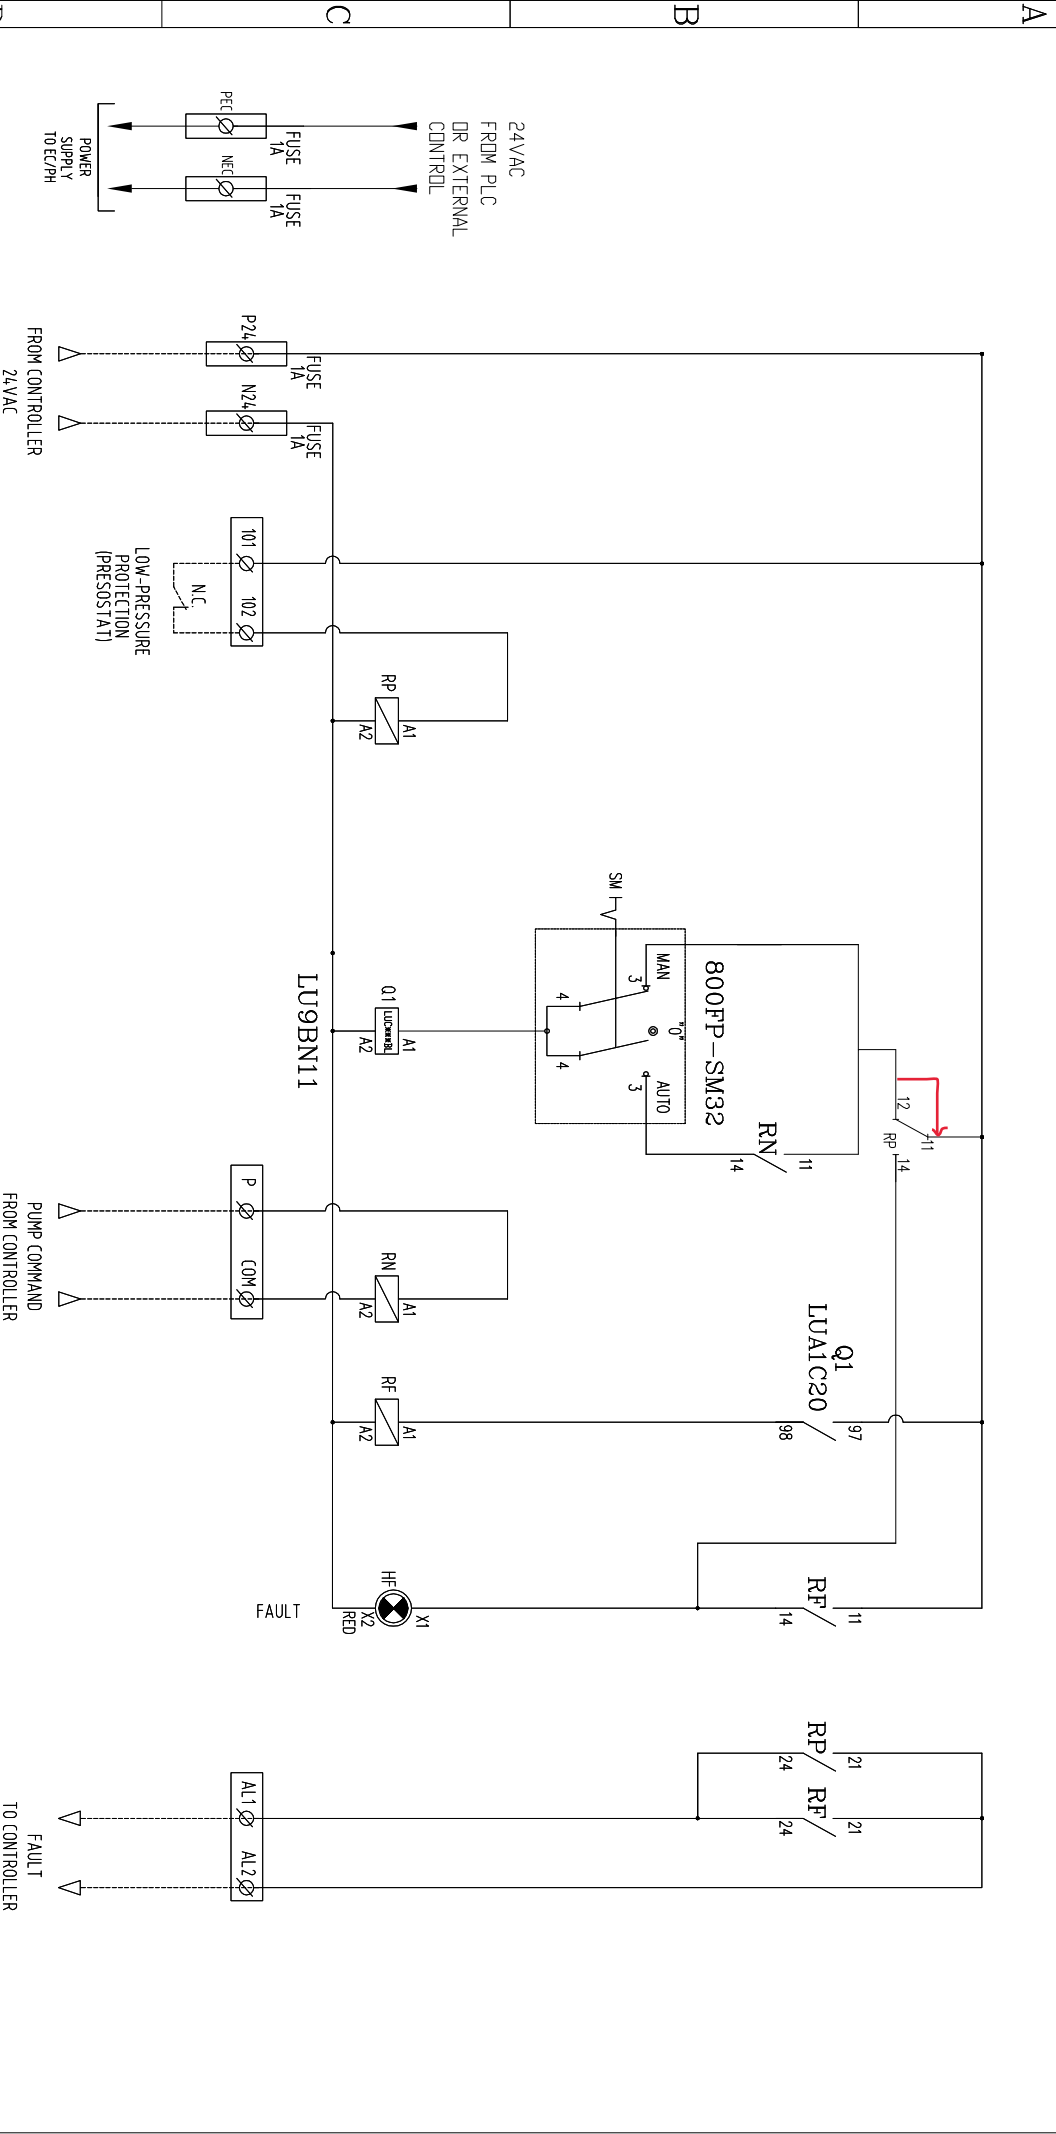 A
B
C
24VAC
FROM PLC
OR EXTERNAL
CONTROL
FUSE
1A
PEC
FUSE
1A
NEC
POWER
SUPPLY
TO EC/PH
P24
FUSE
1A
N24
FUSE
1A
FROM CONTROLLER
24VAC
101
102
N.C.
LOW-PRESSURE
PROTECTION
(PRESOSTAT)
RP
A1
A2
SM
800FP-SM32
MAN
"0"
AUTO
3
3
4
4
Q1
LUC***BL
A1
A2
LU9BN11
12
11
RP
14
RN
11
14
P
COM
PUMP COMMAND
FROM CONTROLLER
RN
A1
A2
Q1
LUA1C20
97
98
RF
A1
A2
RF
11
14
HF
X1
X2
RED
FAULT
RP
21
24
RF
21
24
AL1
AL2
FAULT
TO CONTROLLER